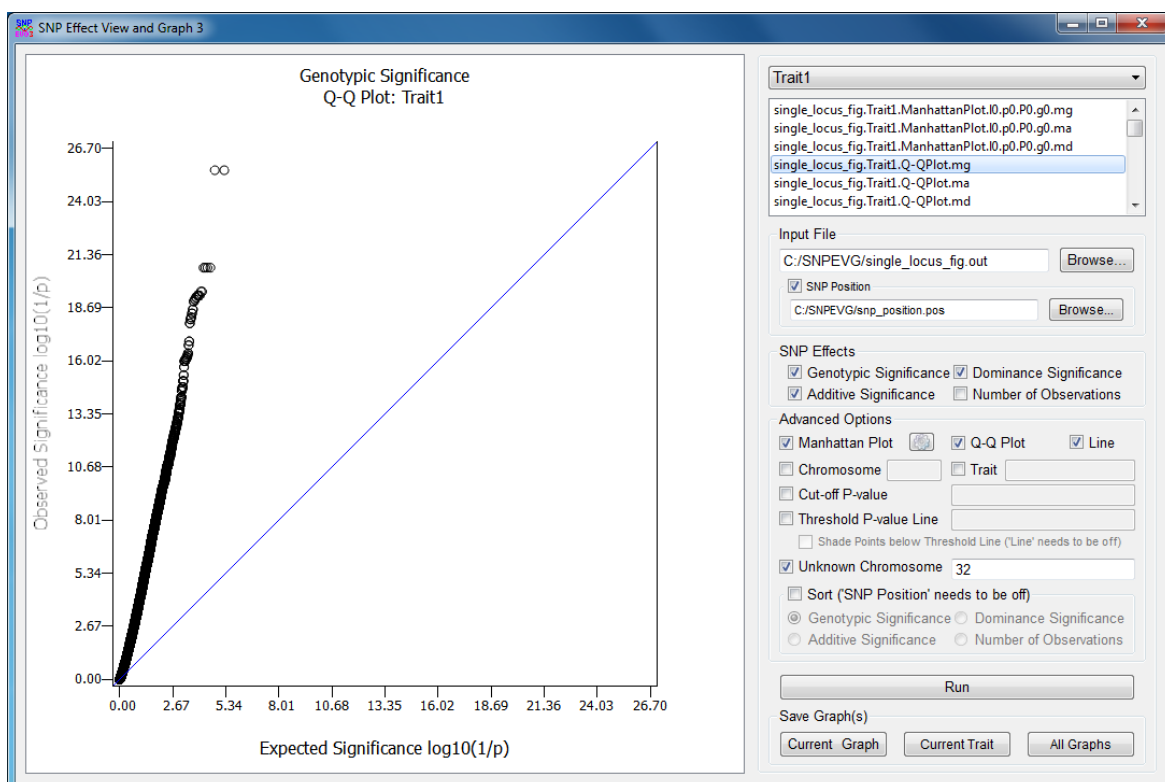 SNP Effect View and Graph 3
Genotypic Significance
Q-Q Plot: Trait1
Observed Significance log10(1/p)
26.70
24.03
21.36
18.69
16.02
13.35
10.68
8.01
5.34
2.67
0.00
0.00 2.67 5.34 8.01 10.68 13.35 16.02 18.69 21.36 24.03 26.70
Expected Significance log10(1/p)
Trait1
single_locus_fig.Trait1.ManhattanPlot.l0.p0.P0.g0.mg
single_locus_fig.Trait1.ManhattanPlot.l0.p0.P0.g0.ma
single_locus_fig.Trait1.ManhattanPlot.l0.p0.P0.g0.md
single_locus_fig.Trait1.Q-QPlot.mg
single_locus_fig.Trait1.Q-QPlot.ma
single_locus_fig.Trait1.Q-QPlot.md
Input File
C:/SNPEVG/single_locus_fig.out Browse...
SNP Position
C:/SNPEVG/snp_position.pos Browse...
SNP Effects
Genotypic Significance Dominance Significance
Additive Significance Number of Observations
Advanced Options
Manhattan Plot Q-Q Plot Line
Chromosome Trait
Cut-off P-value
Threshold P-value Line
Shade Points below Threshold Line ('Line' needs to be off)
Unknown Chromosome 32
Sort ('SNP Position' needs to be off)
Genotypic Significance Dominance Significance
Additive Significance Number of Observations
Run
Save Graph(s)
Current Graph Current Trait All Graphs